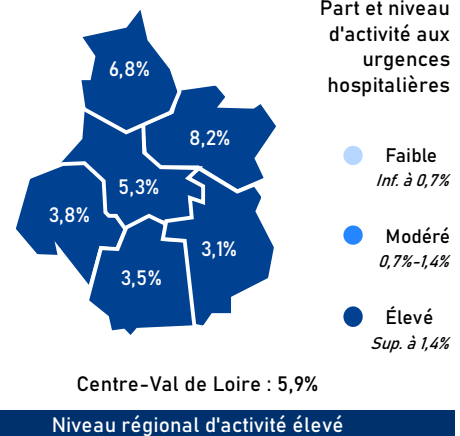 Part et niveau
d'activité aux
urgences
hospitalières
6,8%
8,2%
5,3%
3,8%
3,1%
3,5%
Faible
Inf. à 0,7%
Modéré
0,7%-1,4%
Élevé
Sup. à 1,4%
Centre-Val de Loire : 5,9%
Niveau régional d'activité élevé